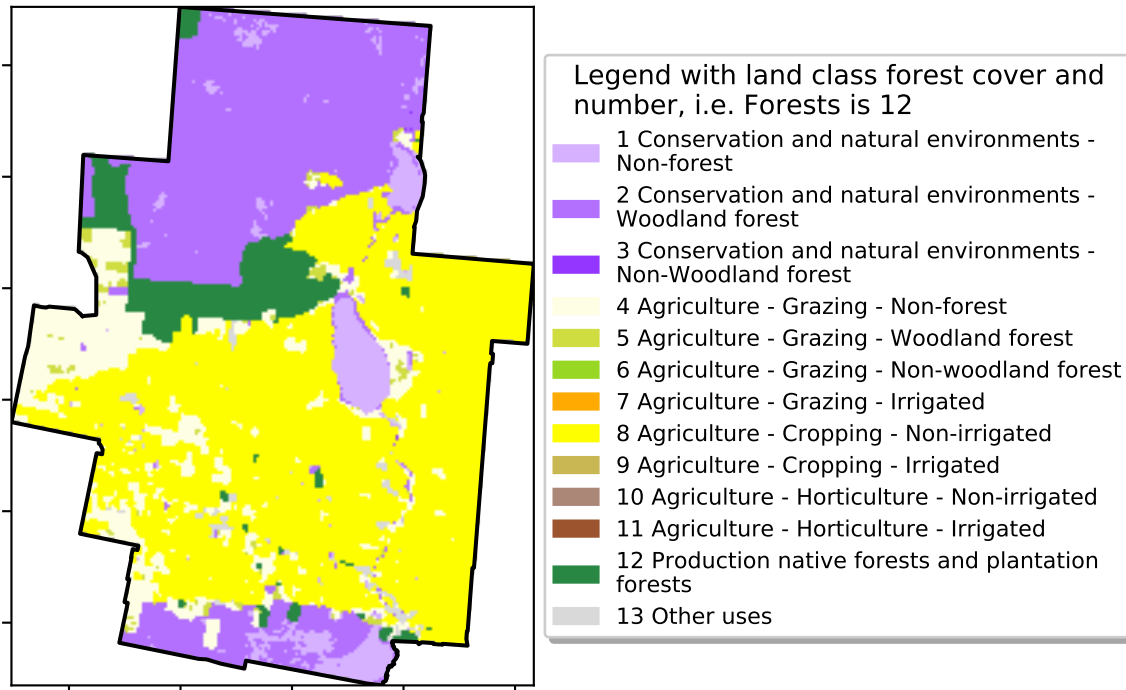 Legend with land class forest cover and
number, i.e. Forests is 12
1 Conservation and natural environments -
Non-forest
2 Conservation and natural environments -
Woodland forest
3 Conservation and natural environments -
Non-Woodland forest
4 Agriculture - Grazing - Non-forest
5 Agriculture - Grazing - Woodland forest
6 Agriculture - Grazing - Non-woodland forest
7 Agriculture - Grazing - Irrigated
8 Agriculture - Cropping - Non-irrigated
9 Agriculture - Cropping - Irrigated
10 Agriculture - Horticulture - Non-irrigated
11 Agriculture - Horticulture - Irrigated
12 Production native forests and plantation
forests
13 Other uses